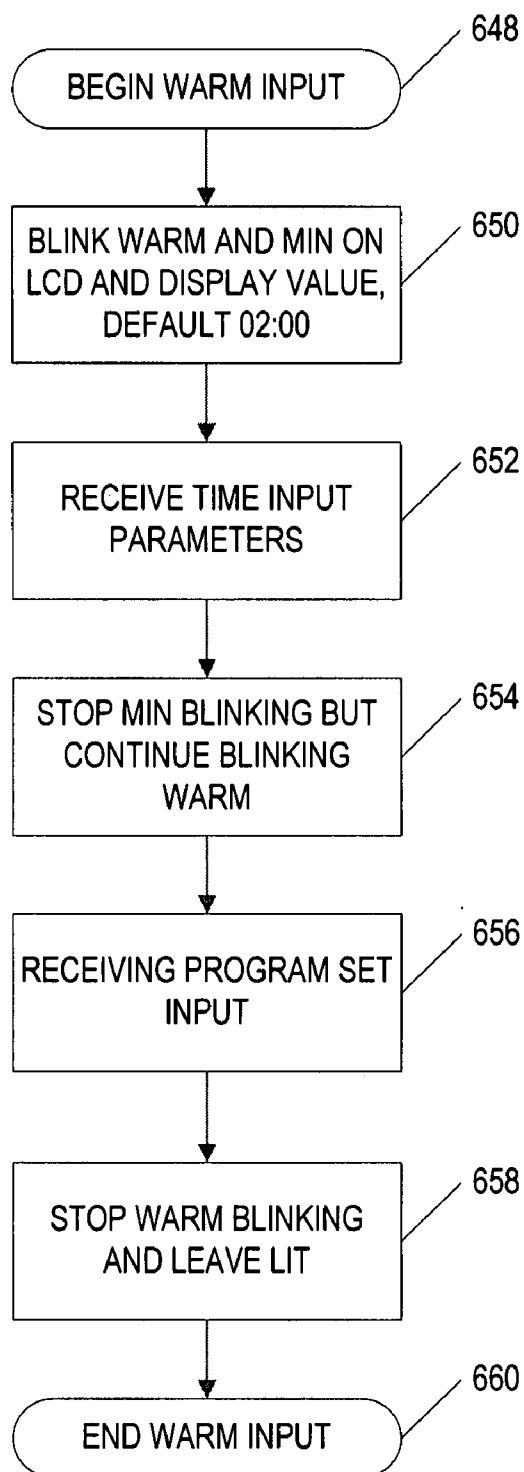 648
BEGIN WARM INPUT
650
BLINK WARM AND MIN ON
LCD AND DISPLAY VALUE,
DEFAULT 02:00
652
RECEIVE TIME INPUT
PARAMETERS
654
STOP MIN BLINKING BUT
CONTINUE BLINKING
WARM
656
RECEIVING PROGRAM SET
INPUT
658
STOP WARM BLINKING
AND LEAVE LIT
660
END WARM INPUT